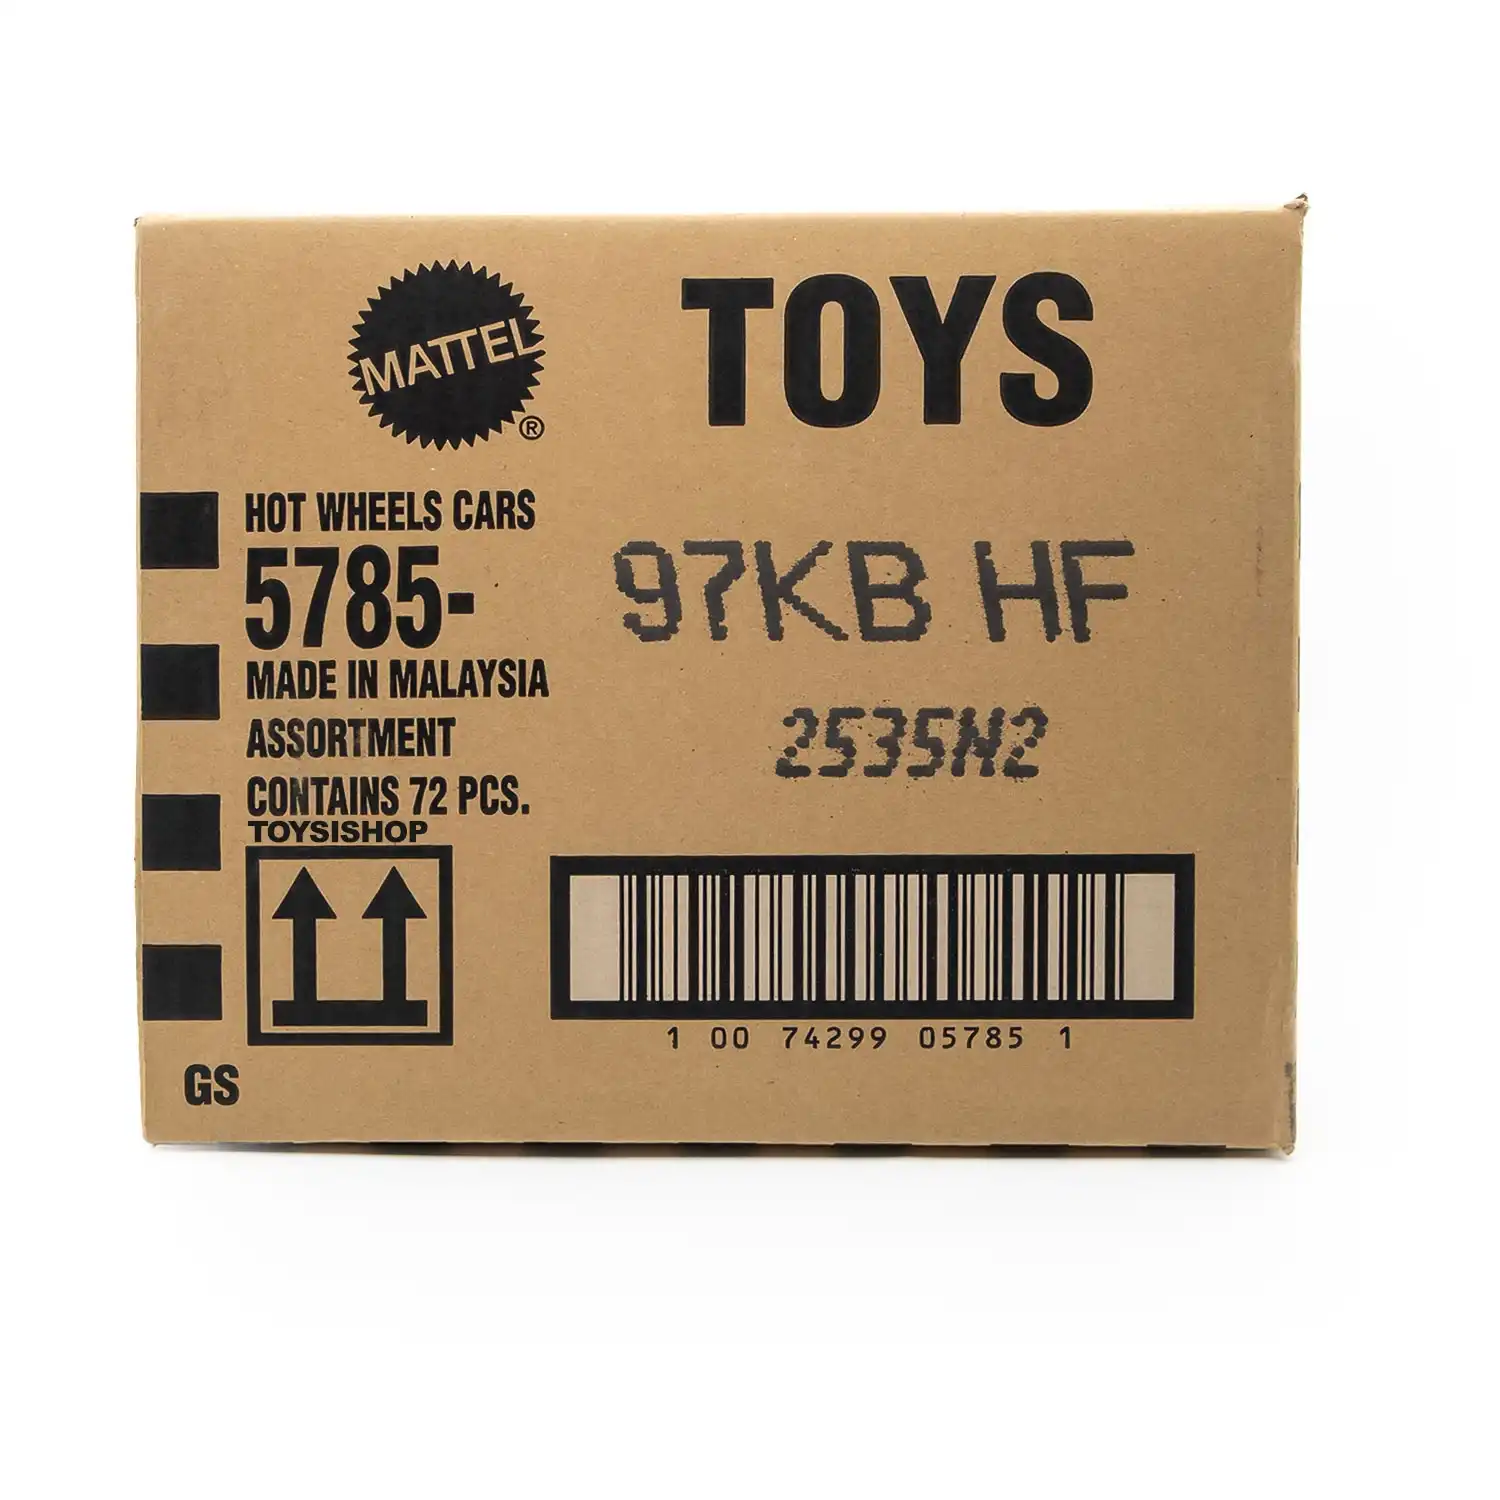 MATTEL
®
TOYS
HOT WHEELS CARS
5785-
MADE IN MALAYSIA
ASSORTMENT
CONTAINS 72 PCS.
TOYSISHOP
97KB HF
2535N2
1 00 74299 05785 1
GS